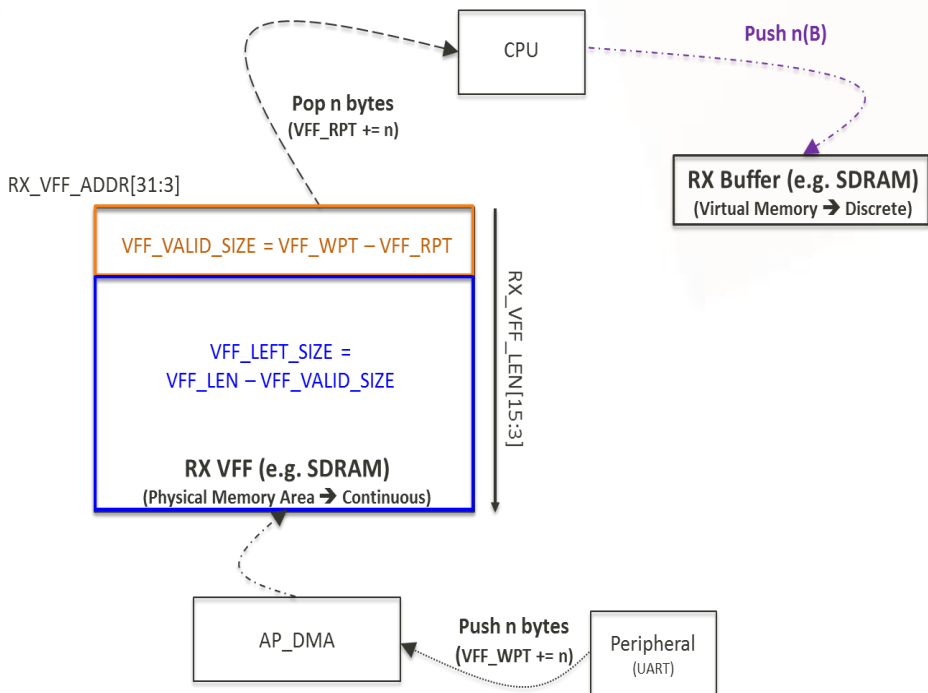 CPU
Push n(B)
Pop n bytes
(VFF_RPT += n)
RX_VFF_ADDR[31:3]
RX Buffer (e.g. SDRAM)
(Virtual Memory ➔ Discrete)
VFF_VALID_SIZE = VFF_WPT – VFF_RPT
RX_VFF_LEN[15:3]
VFF_LEFT_SIZE =
VFF_LEN – VFF_VALID_SIZE
RX VFF (e.g. SDRAM)
(Physical Memory Area ➔ Continuous)
AP_DMA
Push n bytes
(VFF_WPT += n)
Peripheral
(UART)